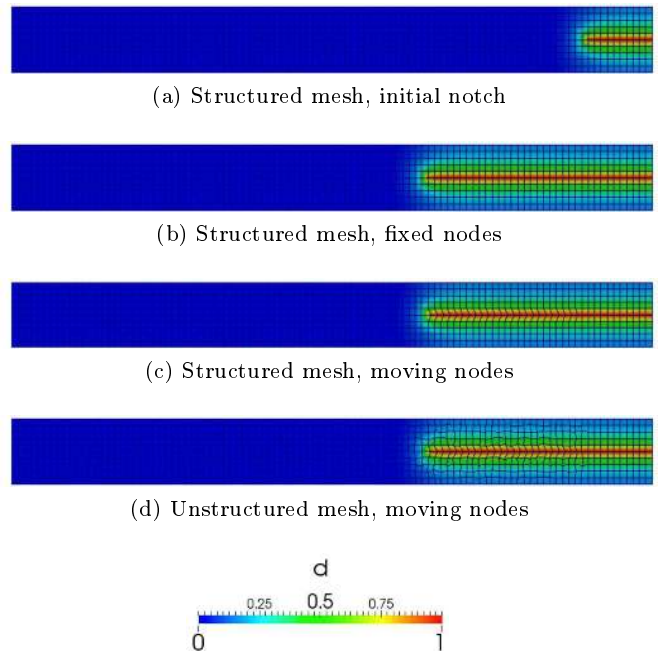 (a) Structured mesh, initial notch
(b) Structured mesh, fixed nodes
(c) Structured mesh, moving nodes
(d) Unstructured mesh, moving nodes
d
0.25 0.5 0.75
0 1